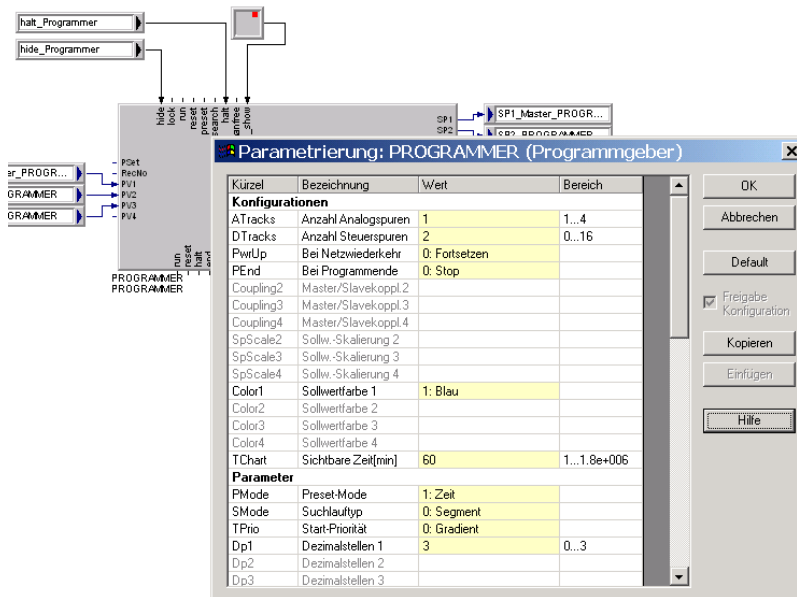 halt_Programmer
hide_Programmer
hide
lock
run
reset
preset
search
halt
anfree
_show
SP1
SP2
SP1_Master_PROGR...
SP2_PROGRAMMER
er_PROGR...
GRAMMER
GRAMMER
PSet
RecNo
PV1
PV2
PV3
PV4
run
reset
halt
end
PROGRAMMER
PROGRAMMER
Parametrierung: PROGRAMMER (Programmgeber)
Kürzel Bezeichnung Wert Bereich
Konfigurationen
ATracks Anzahl Analogspuren 1 1...4
DTracks Anzahl Steuerspuren 2 0...16
PwrUp Bei Netzwiederkehr 0: Fortsetzen
PEnd Bei Programmende 0: Stop
Coupling2 Master/Slavekoppl.2
Coupling3 Master/Slavekoppl.3
Coupling4 Master/Slavekoppl.4
SpScale2 Sollw.-Skalierung 2
SpScale3 Sollw.-Skalierung 3
SpScale4 Sollw.-Skalierung 4
Color1 Sollwertfarbe 1 1: Blau
Color2 Sollwertfarbe 2
Color3 Sollwertfarbe 3
Color4 Sollwertfarbe 4
TChart Sichtbare Zeit[min] 60 1...1.8e+006
Parameter
PMode Preset-Mode 1: Zeit
SMode Suchlauftyp 0: Segment
TPrio Start-Priorität 0: Gradient
Dp1 Dezimalstellen 1 3 0...3
Dp2 Dezimalstellen 2
Dp3 Dezimalstellen 3
OK
Abbrechen
Default
Freigabe
Konfiguration
Kopieren
Einfügen
Hilfe